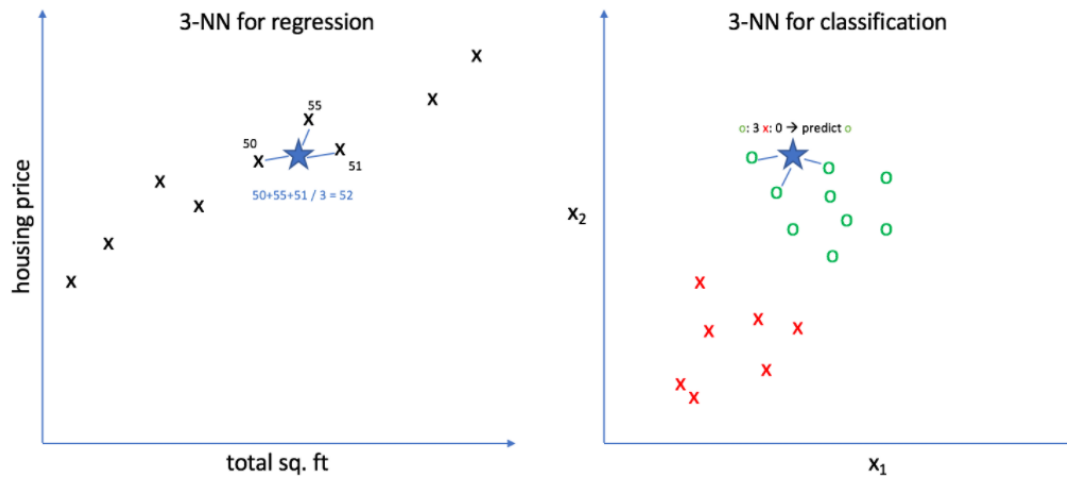 3-NN for regression
55
50
51
50+55+51 / 3 = 52
housing price
total sq. ft
3-NN for classification
o: 3 x: 0 → predict o
x₂
x₁